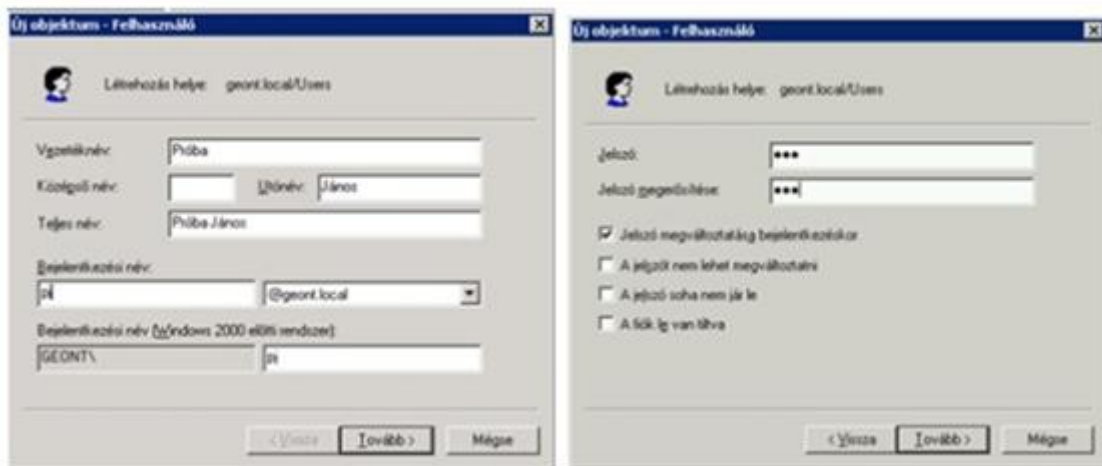 Új objektum - Felhasználó
Létrehozás helye: geont.local/Users
Vezetéknév: Próba
Középső név: Utónév: János
Teljes név: Próba János
Bejelentkezési név:
@geont.local
Bejelentkezési név (Windows 2000 előtti rendszer):
GEONT\
< Vissza Tovább > Mégse
Új objektum - Felhasználó
Létrehozás helye: geont.local/Users
Jelszó: •••
Jelszó megerősítése: •••
Jelszó megváltoztatása bejelentkezéskor
A jelszót nem lehet megváltoztatni
A jelszó soha nem jár le
A fiók le van tiltva
< Vissza Tovább > Mégse